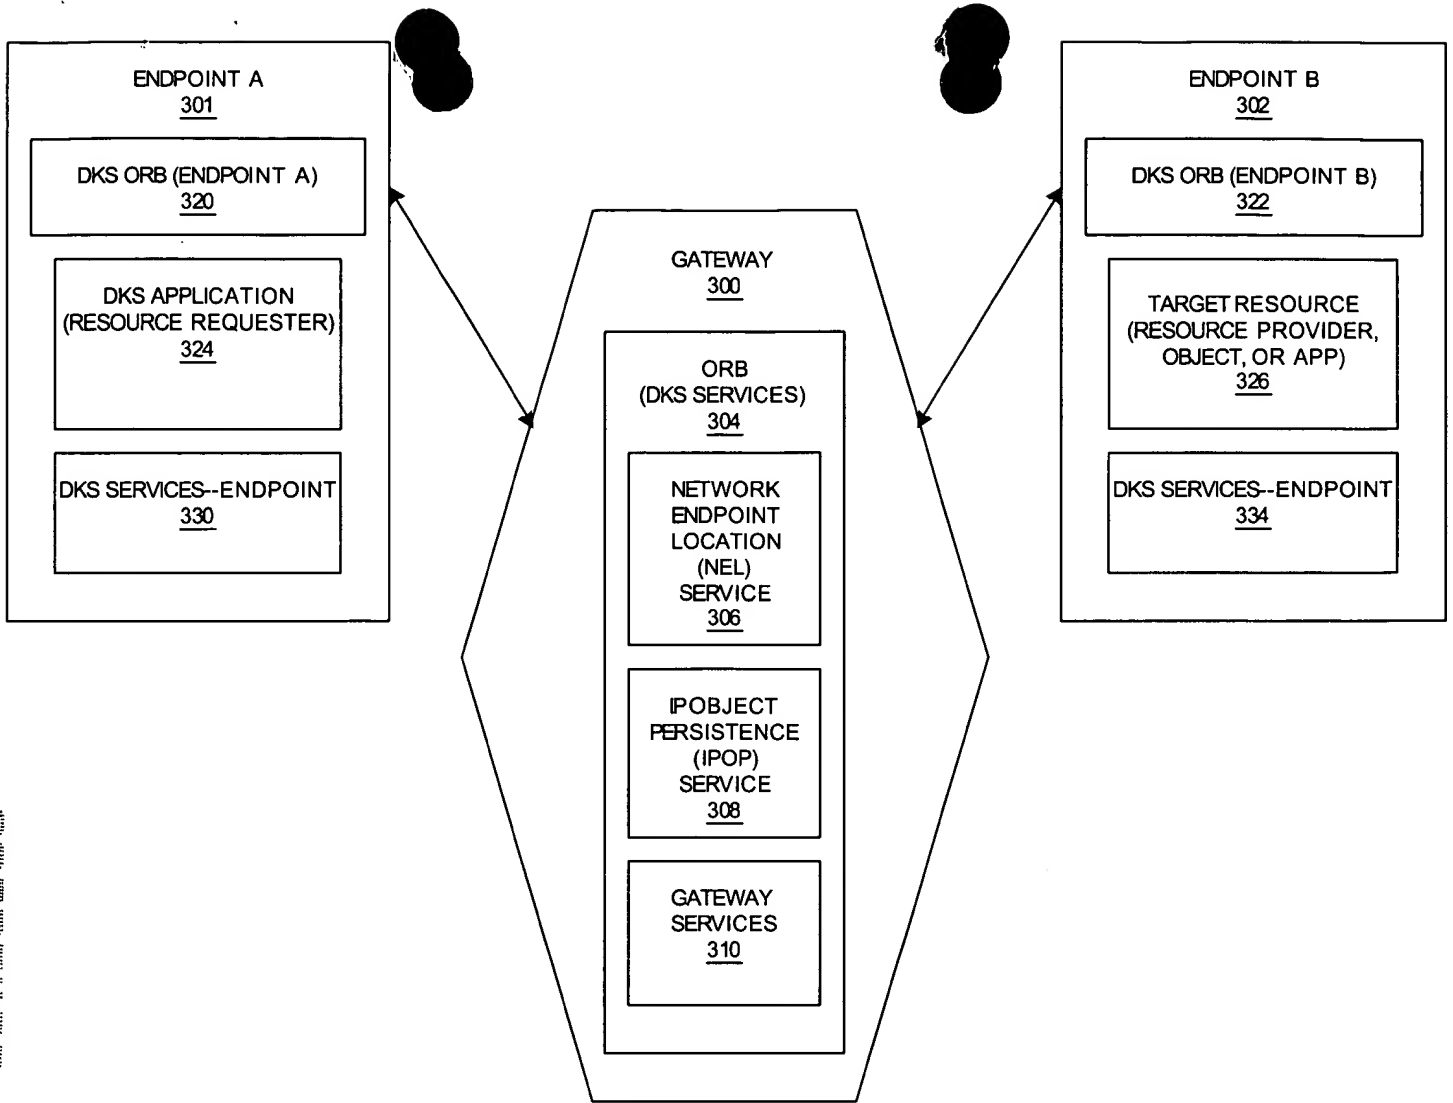 ENDPOINT A
301
DKS ORB (ENDPOINT A)
320
DKS APPLICATION
(RESOURCE REQUESTER)
324
DKS SERVICES--ENDPOINT
330
GATEWAY
300
ORB
(DKS SERVICES)
304
NETWORK
ENDPOINT
LOCATION
(NEL)
SERVICE
306
IPOBJECT
PERSISTENCE
(IPOP)
SERVICE
308
GATEWAY
SERVICES
310
ENDPOINT B
302
DKS ORB (ENDPOINT B)
322
TARGET RESOURCE
(RESOURCE PROVIDER,
OBJECT, OR APP)
326
DKS SERVICES--ENDPOINT
334